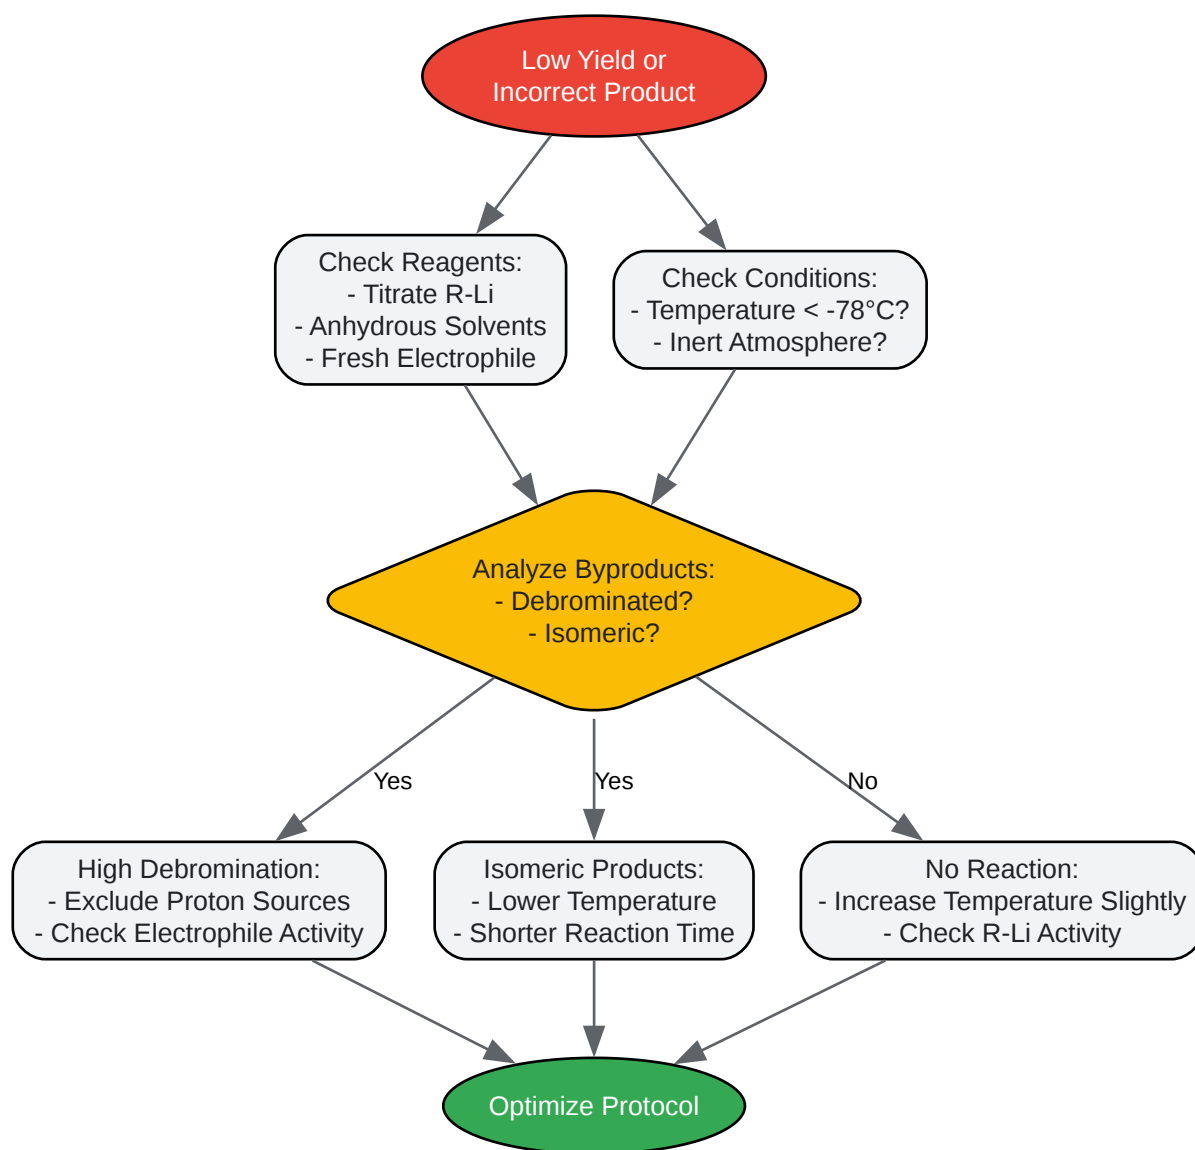 Low Yield or
Incorrect Product
Check Reagents:
- Titrate R-Li
- Anhydrous Solvents
- Fresh Electrophile
Check Conditions:
- Temperature < -78°C?
- Inert Atmosphere?
Analyze Byproducts:
- Debrominated?
- Isomeric?
Yes
Yes
No
High Debromination:
- Exclude Proton Sources
- Check Electrophile Activity
Isomeric Products:
- Lower Temperature
- Shorter Reaction Time
No Reaction:
- Increase Temperature Slightly
- Check R-Li Activity
Optimize Protocol